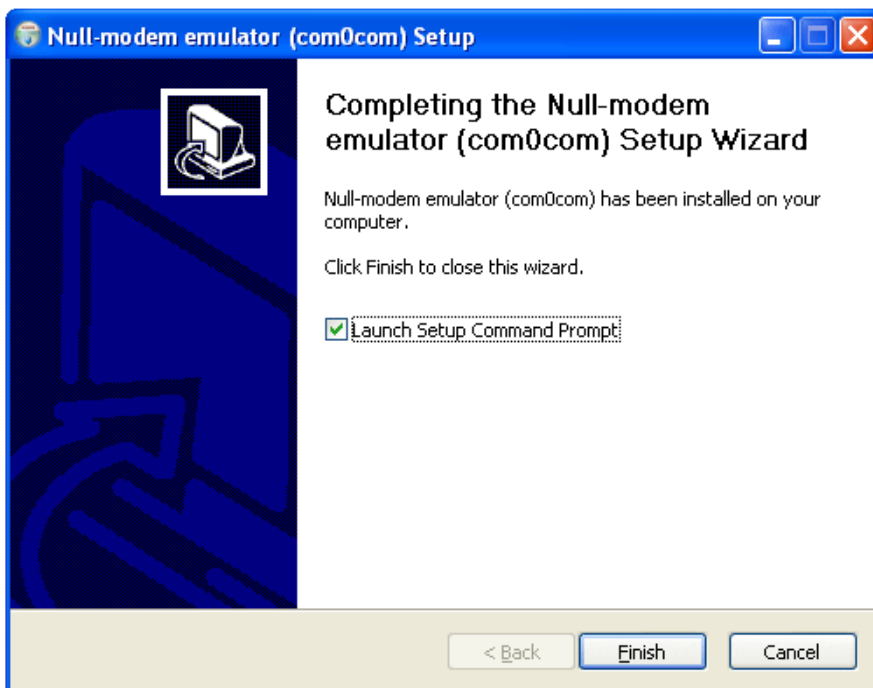 Null-modem emulator (com0com) Setup
Completing the Null-modem
emulator (com0com) Setup Wizard
Null-modem emulator (com0com) has been installed on your
computer.
Click Finish to close this wizard.
Launch Setup Command Prompt
< Back
Finish
Cancel